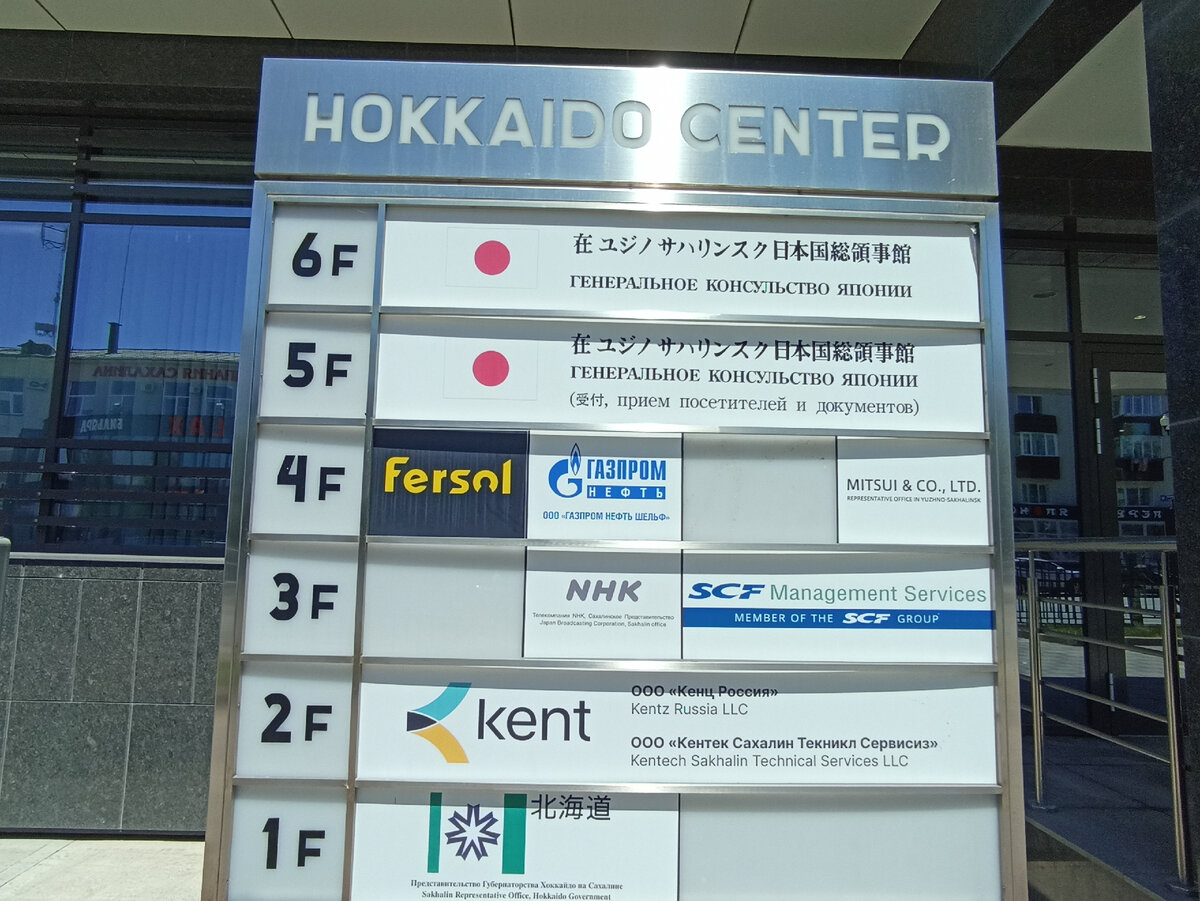 HOKKAIDO CENTER
6F
在ユジノサハリンスク日本国総領事館
ГЕНЕРАЛЬНОЕ КОНСУЛЬСТВО ЯПОНИИ
5F
在ユジノサハリンスク日本国総領事館
ГЕНЕРАЛЬНОЕ КОНСУЛЬСТВО ЯПОНИИ
(受付, прием посетителей и документов)
4F
Fersol
ГАЗПРОМ
НЕФТЬ
ООО «ГАЗПРОМ НЕФТЬ ШЕЛЬФ»
MITSUI & CO., LTD.
REPRESENTATIVE OFFICE IN YUZHNO-SAKHALINSK
3F
NHK
Телекомпания NHK, Сахалинское Представительство
Japan Broadcasting Corporation, Sakhalin office
SCF Management Services
MEMBER OF THE SCF GROUP
2F
kent
ООО «Кенц Россия»
Kentz Russia LLC
ООО «Кентек Сахалин Текникл Сервисиз»
Kentech Sakhalin Technical Services LLC
1F
北海道
Представительство Губернаторства Хоккайдо на Сахалине
Sakhalin Representative Office, Hokkaido Government